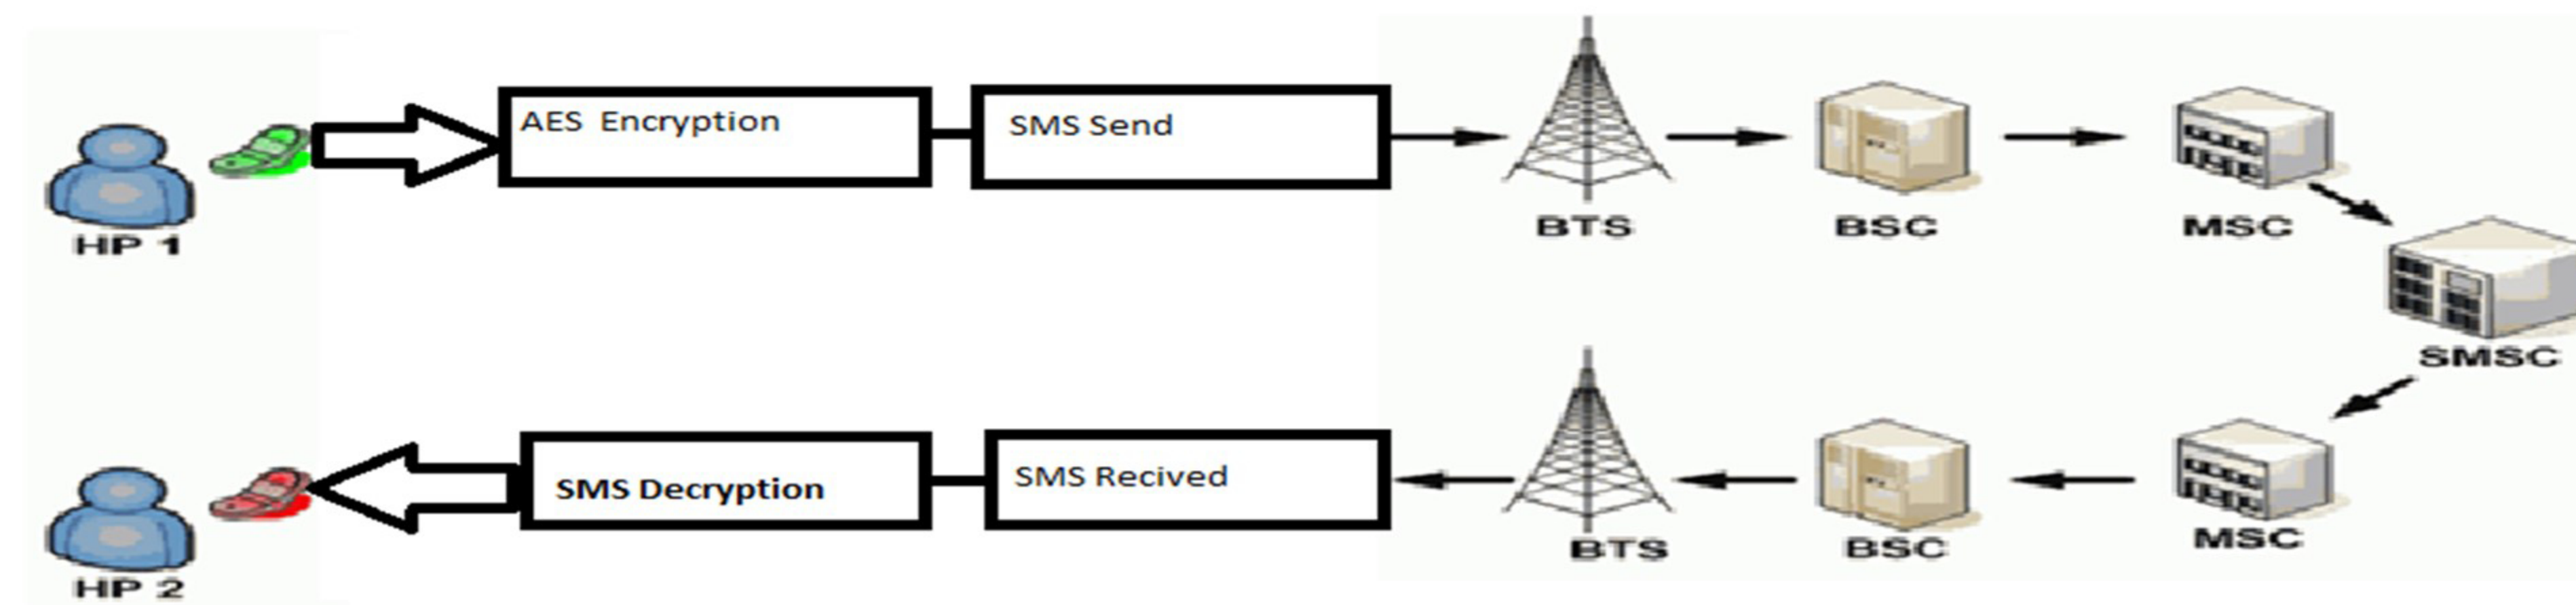 AES Encryption
SMS Send
HP 1
BTS
BSC
MSC
SMSC
SMS Decryption
SMS Recived
HP 2
BTS
BSC
MSC